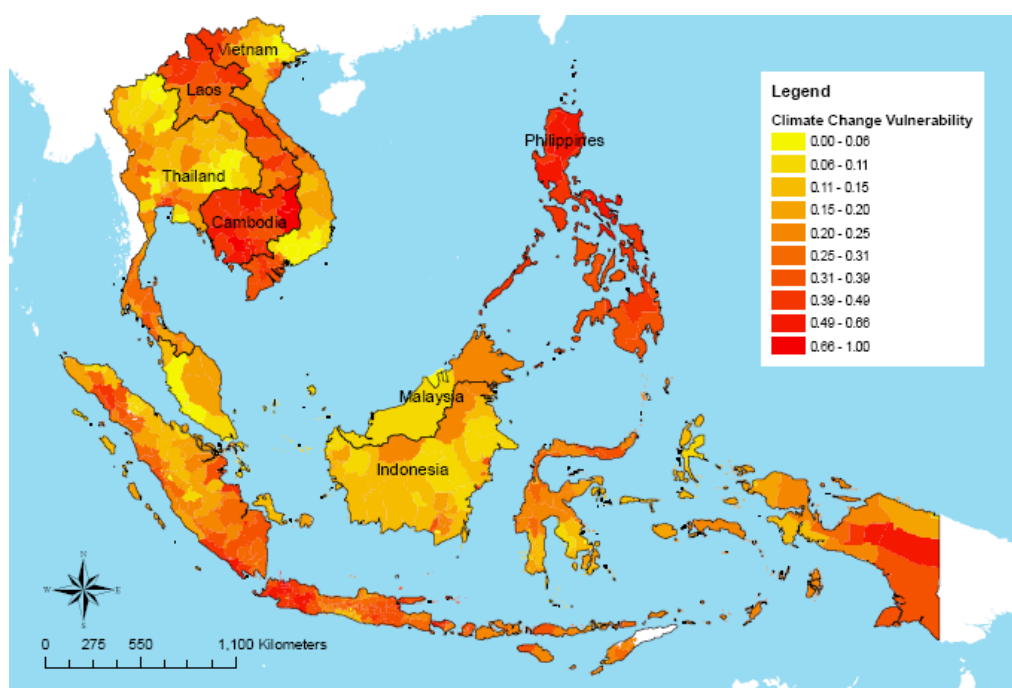 Vietnam
Laos
Thailand
Cambodia
Philippires
Malaysia
Indonesia
Legend
Climate Change Vulnerability
0.00 - 0.06
0.06 - 0.11
0.11 - 0.15
0.15 - 0.20
0.20 - 0.25
0.25 - 0.31
0.31 - 0.39
0.39 - 0.49
0.49 - 0.66
0.66 - 1.00
N
W E
S
0 275 550 1,100 Kilometers